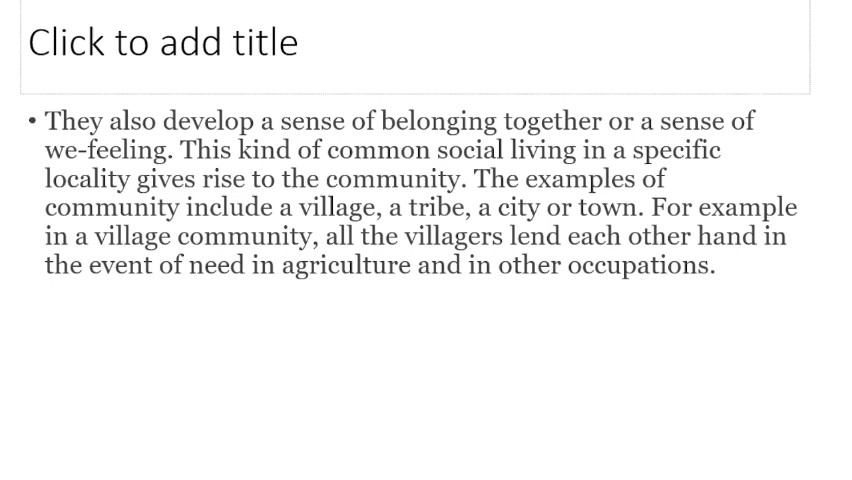 Click to add title
• They also develop a sense of belonging together or a sense of
we-feeling. This kind of common social living in a specific
locality gives rise to the community. The examples of
community include a village, a tribe, a city or town. For example
in a village community, all the villagers lend each other hand in
the event of need in agriculture and in other occupations.